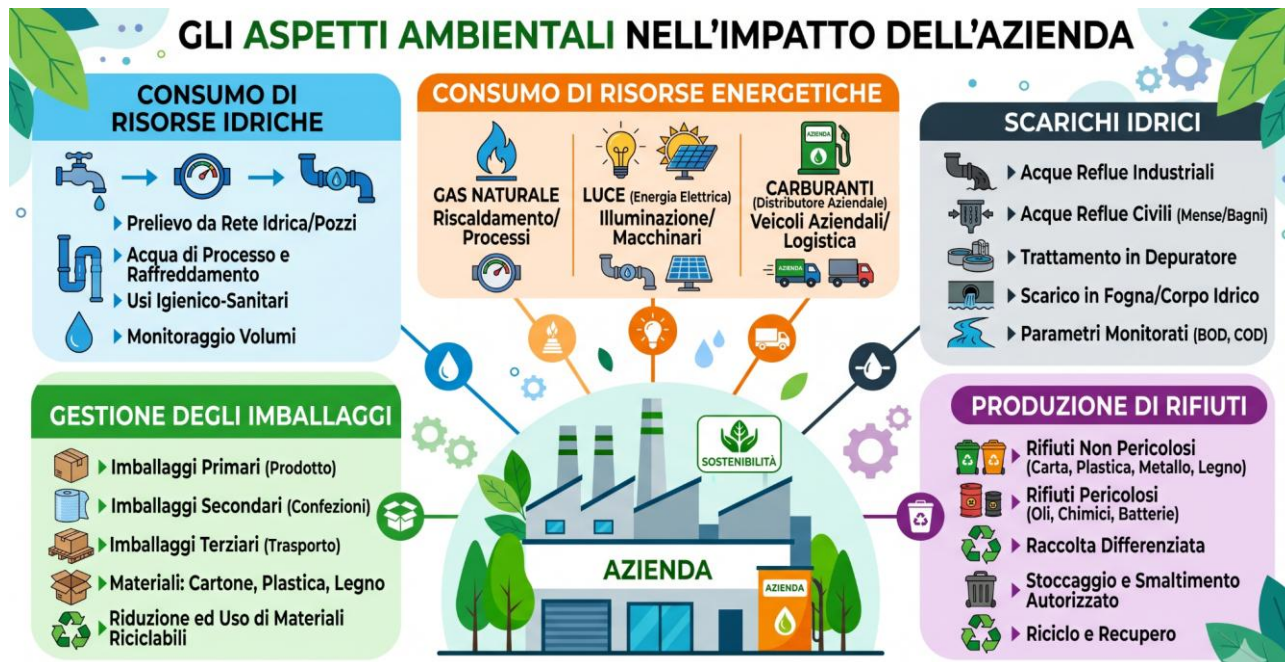 GLI ASPETTI AMBIENTALI NELL'IMPATTO DELL'AZIENDA
CONSUMO DI
RISORSE IDRICHE
Prelievo da Rete Idrica/Pozzi
Acqua di Processo e
Raffreddamento
Usi Igienico-Sanitari
Monitoraggio Volumi
CONSUMO DI RISORSE ENERGETICHE
GAS NATURALE
Riscaldamento/
Processi
LUCE (Energia Elettrica)
Illuminazione/
Macchinari
AZIENDA
CARBURANTI
(Distributore Aziendale)
Veicoli Aziendali/
Logistica
AZIENDA
SCARICHI IDRICI
Acque Reflue Industriali
Acque Reflue Civili (Mense/Bagni)
Trattamento in Depuratore
Scarico in Fogna/Corpo Idrico
Parametri Monitorati (BOD, COD)
GESTIONE DEGLI IMBALLAGGI
Imballaggi Primari (Prodotto)
Imballaggi Secondari (Confezioni)
Imballaggi Terziari (Trasporto)
Materiali: Cartone, Plastica, Legno
Riduzione ed Uso di Materiali
Riciclabili
SOSTENIBILITÀ
AZIENDA
AZIENDA
PRODUZIONE DI RIFIUTI
Rifiuti Non Pericolosi
(Carta, Plastica, Metallo, Legno)
Rifiuti Pericolosi
(Oli, Chimici, Batterie)
Raccolta Differenziata
Stoccaggio e Smaltimento
Autorizzato
Riciclo e Recupero